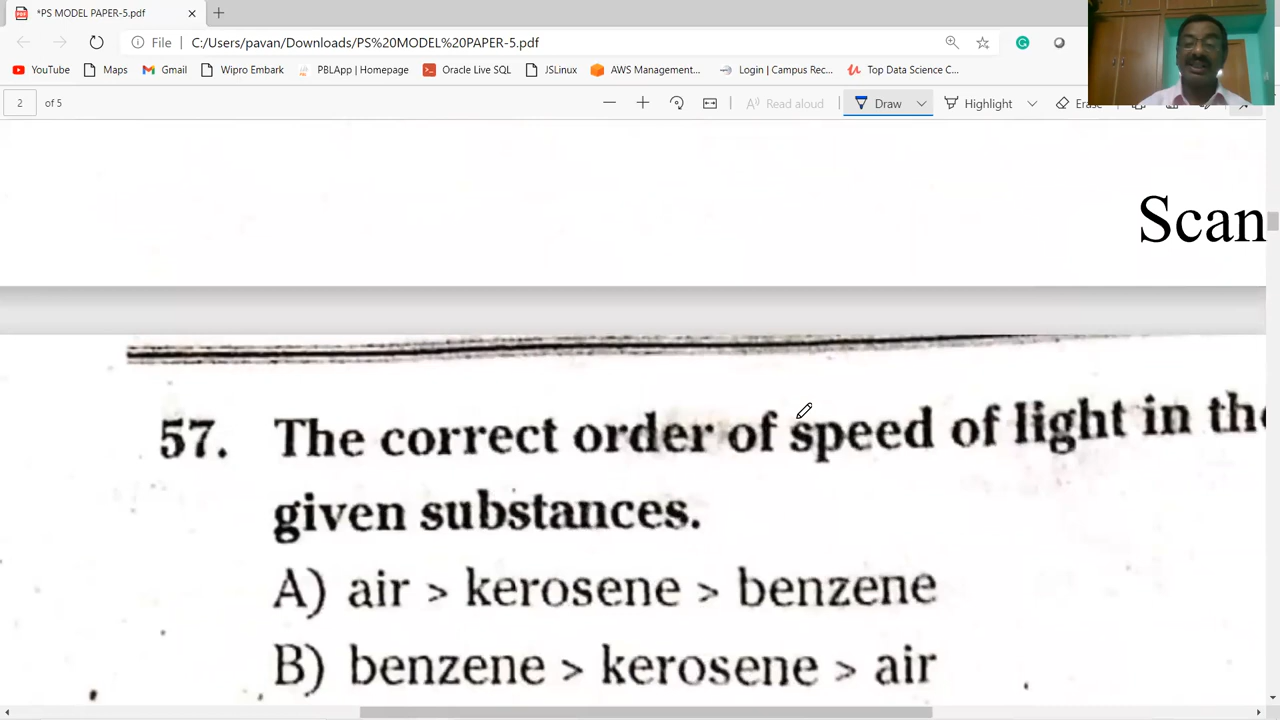 *PS MODEL PAPER-5.pdf
File
C:/Users/pavan/Downloads/PS%20MODEL%20PAPER-5.pdf
YouTube
Maps
Gmail
Wipro Embark
PBLApp | Homepage
Oracle Live SQL
JSLinux
AWS Management...
Login | Campus Rec...
Top Data Science C...
2 of 5
Read aloud
Draw
Highlight
Erase
Scan
57. The correct order of speed of light in the
given substances.
A) air > kerosene > benzene
B) benzene > kerosene > air